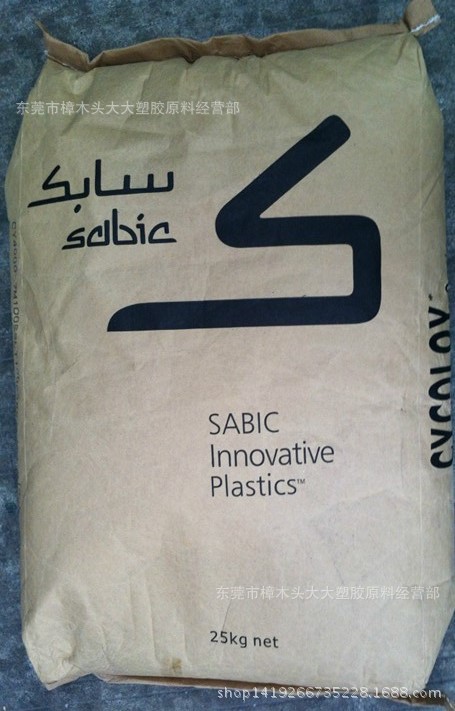 东莞市樟木头大大塑胶原料经营部
سابك
sabic
CYCOLOY
SABIC
Innovative
Plastics™
东莞市樟木头大大塑胶原料经营部
25kg net
shop1419266735228.1688.com